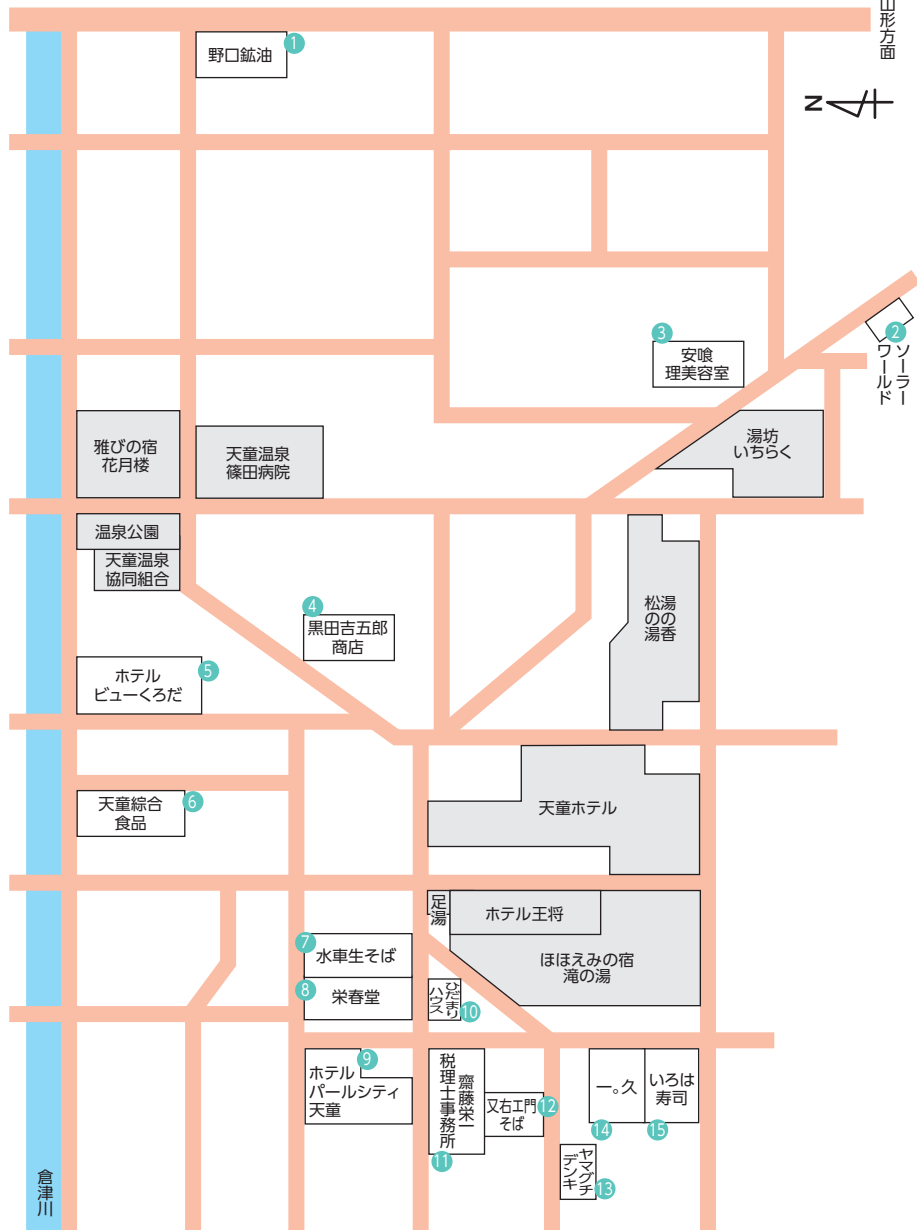 山形方面
野口鉱油
1
N
2
ソーラー
ワールド
3
安喰
理美容室
雅びの宿
花月楼
天童温泉
篠田病院
湯坊
いちらく
温泉公園
天童温泉
協同組合
4
黒田吉五郎
商店
湯の香
松の湯
ホテル
ビューくろだ
5
天童綜合
食品
6
天童ホテル
足湯
ホテル王将
ほほえみの宿
滝の湯
7
水車生そば
8
栄春堂
ひだまり
ハウス
10
9
ホテル
パールシティ
天童
齋藤栄一
税理士事務所
11
又右エ門
そば
12
一。久
14
いろは
寿司
15
ヤマグチ
デンキ
13
倉津川